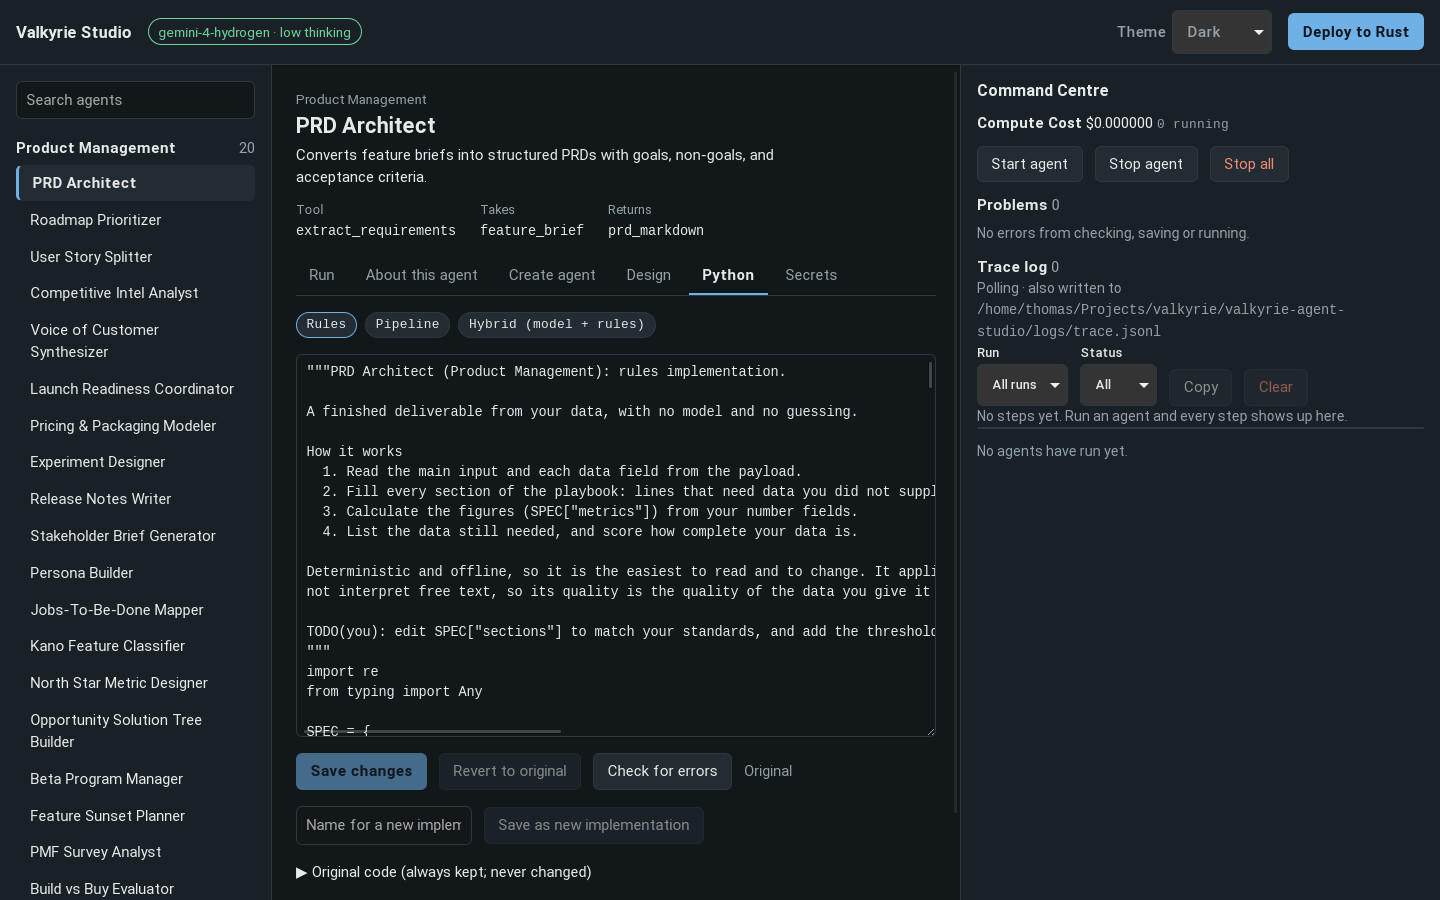 Valkyrie Studio
gemini-4-hydrogen · low thinking
Theme
Dark
Deploy to Rust
Search agents
Product Management 20
PRD Architect
Roadmap Prioritizer
User Story Splitter
Competitive Intel Analyst
Voice of Customer
Synthesizer
Launch Readiness Coordinator
Pricing & Packaging Modeler
Experiment Designer
Release Notes Writer
Stakeholder Brief Generator
Persona Builder
Jobs-To-Be-Done Mapper
Kano Feature Classifier
North Star Metric Designer
Opportunity Solution Tree
Builder
Beta Program Manager
Feature Sunset Planner
PMF Survey Analyst
Build vs Buy Evaluator
Product Management
PRD Architect
Converts feature briefs into structured PRDs with goals, non-goals, and
acceptance criteria.
Tool Takes Returns
extract_requirements feature_brief prd_markdown
Run About this agent Create agent Design Python Secrets
Rules Pipeline Hybrid (model + rules)
"""PRD Architect (Product Management): rules implementation.
A finished deliverable from your data, with no model and no guessing.
How it works
1. Read the main input and each data field from the payload.
2. Fill every section of the playbook: lines that need data you did not suppl
3. Calculate the figures (SPEC["metrics"]) from your number fields.
4. List the data still needed, and score how complete your data is.
Deterministic and offline, so it is the easiest to read and to change. It appli
not interpret free text, so its quality is the quality of the data you give it
TODO(you): edit SPEC["sections"] to match your standards, and add the threshold
"""
import re
from typing import Any
SPEC = {
Save changes Revert to original Check for errors Original
Name for a new implem Save as new implementation
▶ Original code (always kept; never changed)
Command Centre
Compute Cost $0.000000 0 running
Start agent Stop agent Stop all
Problems 0
No errors from checking, saving or running.
Trace log 0
Polling · also written to
/home/thomas/Projects/valkyrie/valkyrie-agent-
studio/logs/trace.jsonl
Run Status
All runs All Copy Clear
No steps yet. Run an agent and every step shows up here.
No agents have run yet.